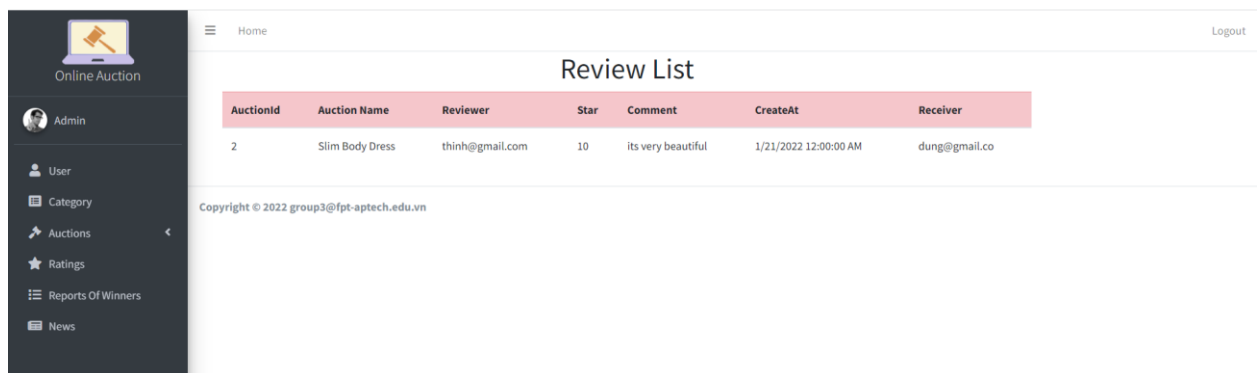 Online Auction
Admin
User
Category
Auctions
Ratings
Reports Of Winners
News
Home
Logout
Review List
AuctionId Auction Name Reviewer Star Comment CreateAt Receiver
2 Slim Body Dress thinh@gmail.com 10 its very beautiful 1/21/2022 12:00:00 AM dung@gmail.co
Copyright © 2022 group3@fpt-aptech.edu.vn